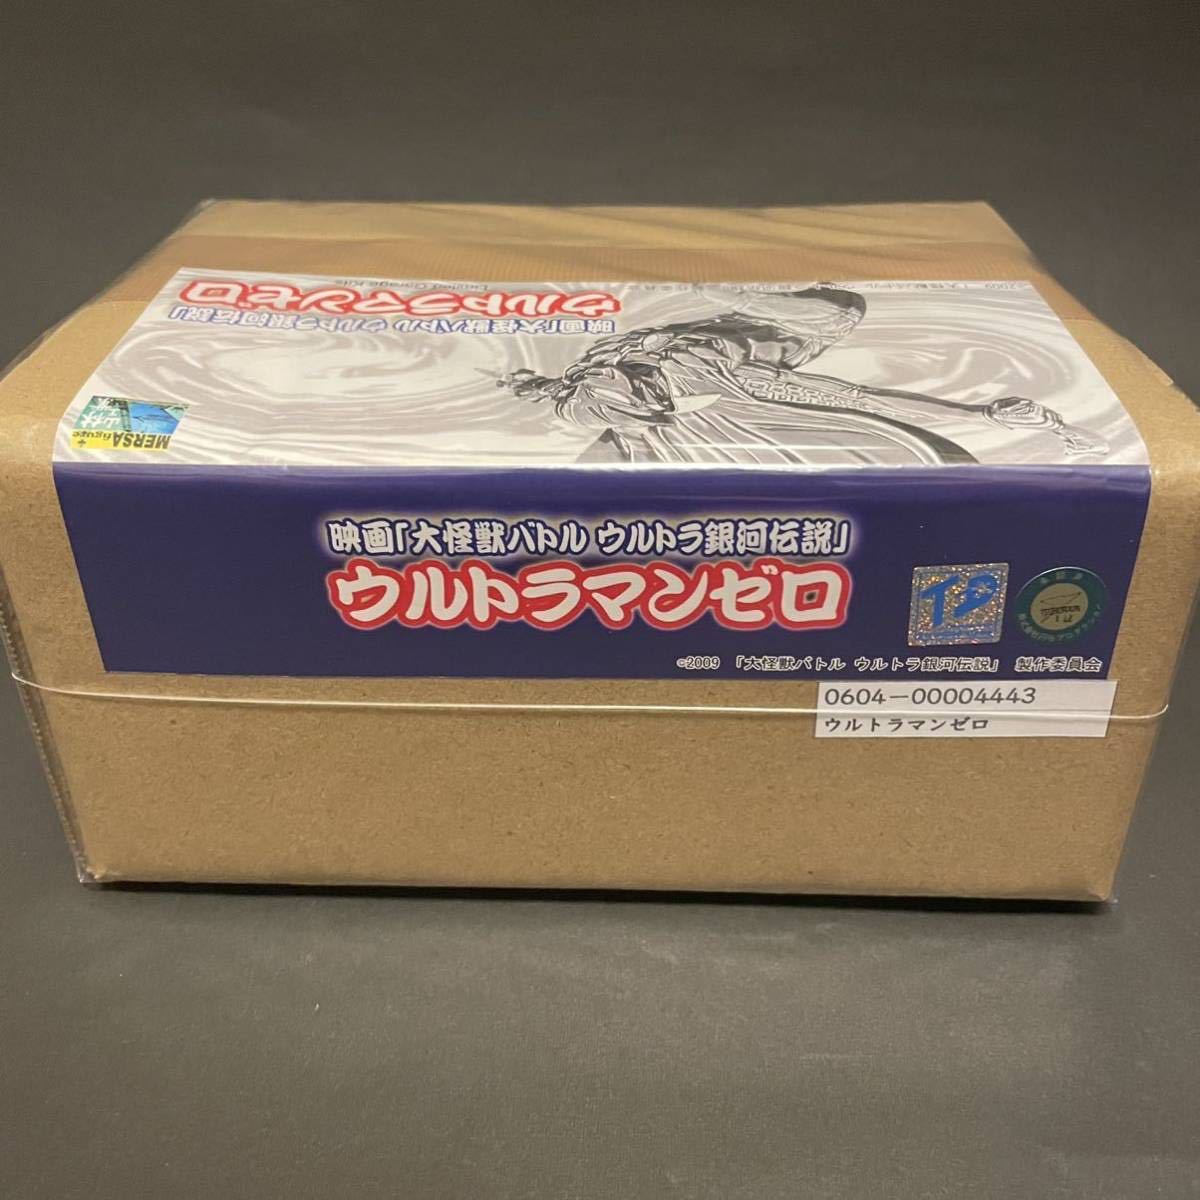 映画「大怪獣バトル ウルトラ銀河伝説」
ウルトラマンゼロ
Limited Garage Kits
MERSA
figure
映画「大怪獣バトル ウルトラ銀河伝説」
ウルトラマンゼロ
©2009 「大怪獣バトル ウルトラ銀河伝説」 製作委員会
0604－00004443
ウルトラマンゼロ